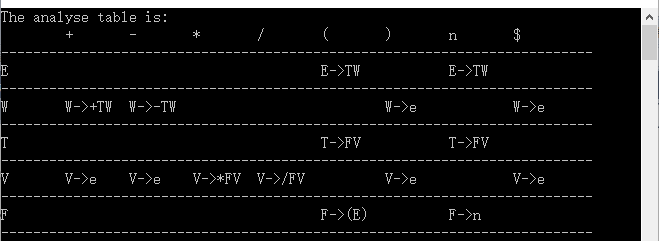 The analyse table is:
+ - * / ( ) n $
E E->TW E->TW
W W->+TW W->-TW W->e W->e
T T->FV T->FV
V V->e V->e V->*FV V->/FV V->e V->e
F F->(E) F->n